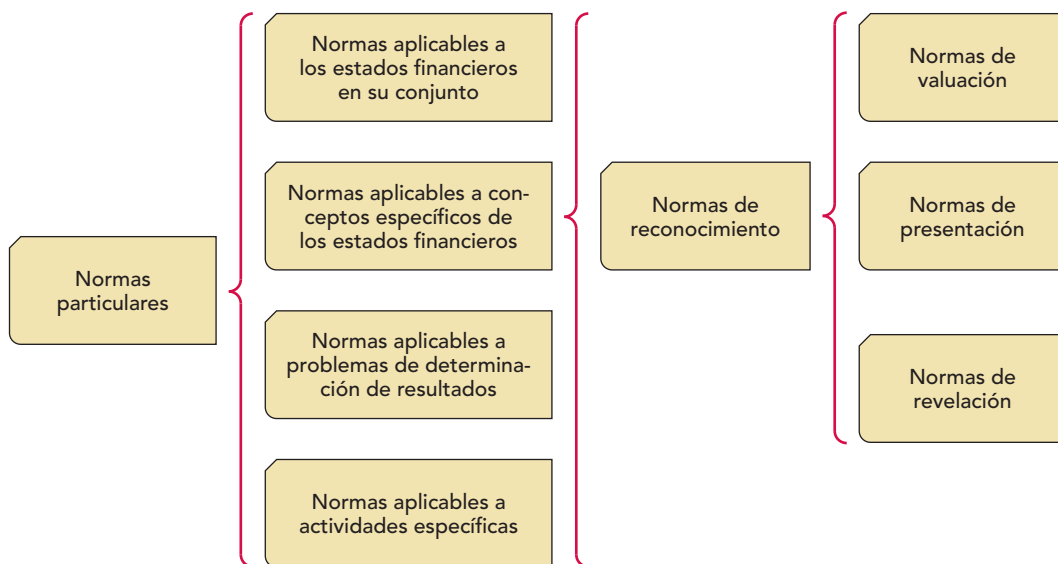 Normas
particulares
Normas aplicables a
los estados financieros
en su conjunto
Normas aplicables a con-
ceptos específicos de
los estados financieros
Normas aplicables a
problemas de determina-
ción de resultados
Normas aplicables a
actividades específicas
Normas de
reconocimiento
Normas de
valuación
Normas de
presentación
Normas de
revelación